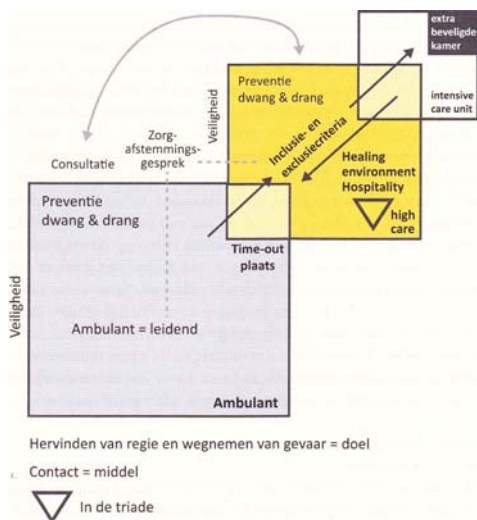 extra
beveligde
kamer
intensive
care unit
Preventie
dwang & drang
Veiligheid
Inclusie- en
exclusiecriteria
Healing
environment
Hospitality
high
care
Zorg-
afstemmings-
gesprek
Consultatie
Preventie
dwang & drang
Time-out
plaats
Veiligheid
Ambulant = leidend
Ambulant
Hervinden van regie en wegnemen van gevaar = doel
Contact = middel
In de triade